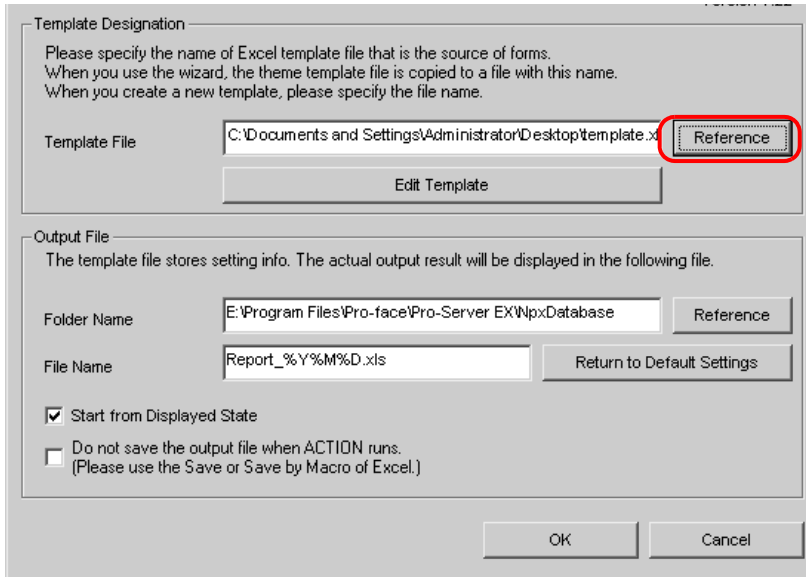 Template Designation
Please specify the name of Excel template file that is the source of forms.
When you use the wizard, the theme template file is copied to a file with this name.
When you create a new template, please specify the file name.
Template File C:\Documents and Settings\Administrator\Desktop\template.xl Reference
Edit Template
Output File
The template file stores setting info. The actual output result will be displayed in the following file.
Folder Name E:\Program Files\Pro-face\Pro-Server EX\NpxDatabase Reference
File Name Report_%Y%M%D.xls Return to Default Settings
Start from Displayed State
Do not save the output file when ACTION runs.
(Please use the Save or Save by Macro of Excel.)
OK Cancel